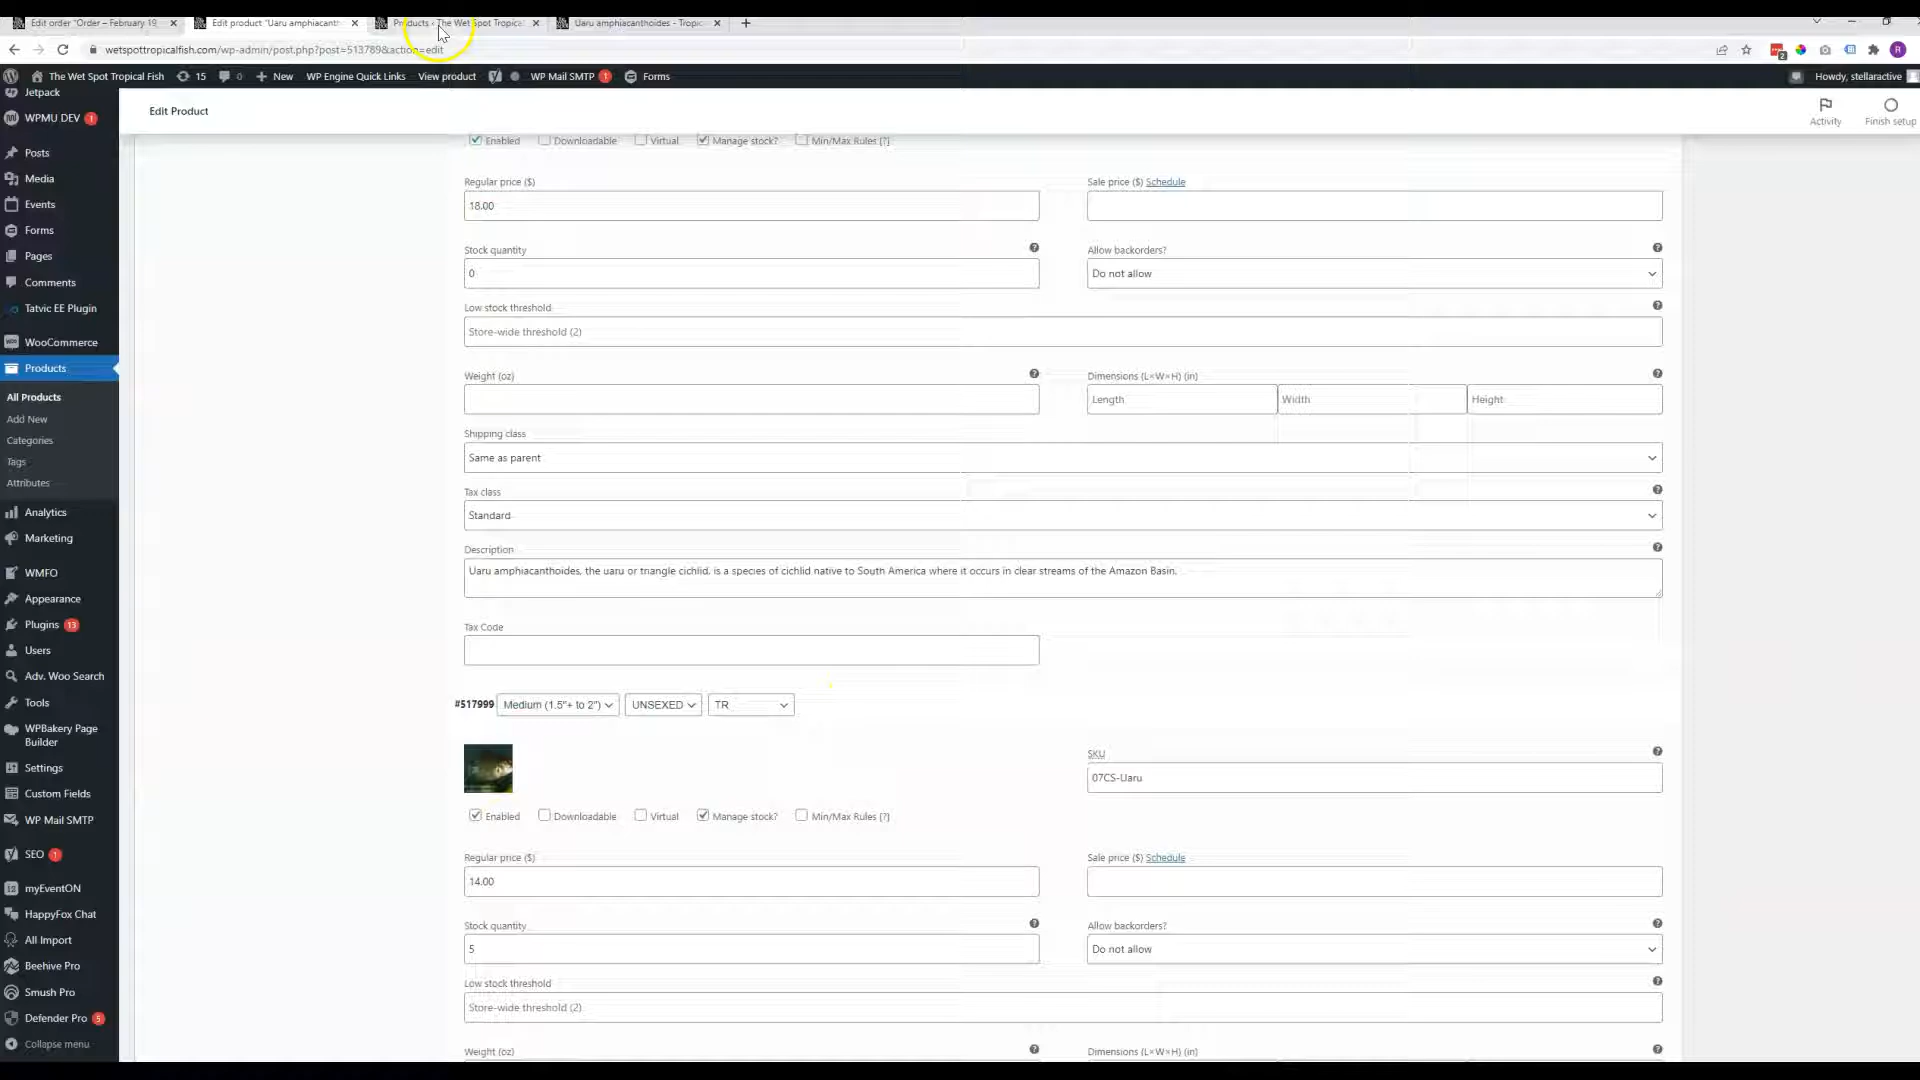 Edit order "Order – February 19,
Edit product "Uaru amphiacanth
Products ‹ The Wet Spot Tropica
Uaru amphiacanthoides - Tropic
wetspottropicalfish.com/wp-admin/post.php?post=513789&action=edit
2
R
The Wet Spot Tropical Fish
15
0
New
WP Engine Quick Links
View product
WP Mail SMTP 1
Forms
Howdy, stellaractive
Jetpack
WPMU DEV 1
Posts
Media
Events
Forms
Pages
Comments
Tatvic EE Plugin
WooCommerce
Products
All Products
Add New
Categories
Tags
Attributes
Analytics
Marketing
WMFO
Appearance
Plugins 13
Users
Adv. Woo Search
Tools
WPBakery Page
Builder
Settings
Custom Fields
WP Mail SMTP
SEO 1
myEventON
HappyFox Chat
All Import
Beehive Pro
Smush Pro
Defender Pro 5
Collapse menu
Edit Product
Activity
Finish setup
Enabled
Downloadable
Virtual
Manage stock?
Min/Max Rules [?]
Regular price ($)
18.00
Sale price ($) Schedule
Stock quantity
0
Allow backorders?
Do not allow
Low stock threshold
Store-wide threshold (2)
Weight (oz)
Dimensions (L×W×H) (in)
Length
Width
Height
Shipping class
Same as parent
Tax class
Standard
Description
Uaru amphiacanthoides, the uaru or triangle cichlid, is a species of cichlid native to South America where it occurs in clear streams of the Amazon Basin.
Tax Code
#517999
Medium (1.5"+ to 2")
UNSEXED
TR
SKU
07CS-Uaru
Enabled
Downloadable
Virtual
Manage stock?
Min/Max Rules [?]
Regular price ($)
14.00
Sale price ($) Schedule
Stock quantity
5
Allow backorders?
Do not allow
Low stock threshold
Store-wide threshold (2)
Weight (oz)
Dimensions (L×W×H) (in)